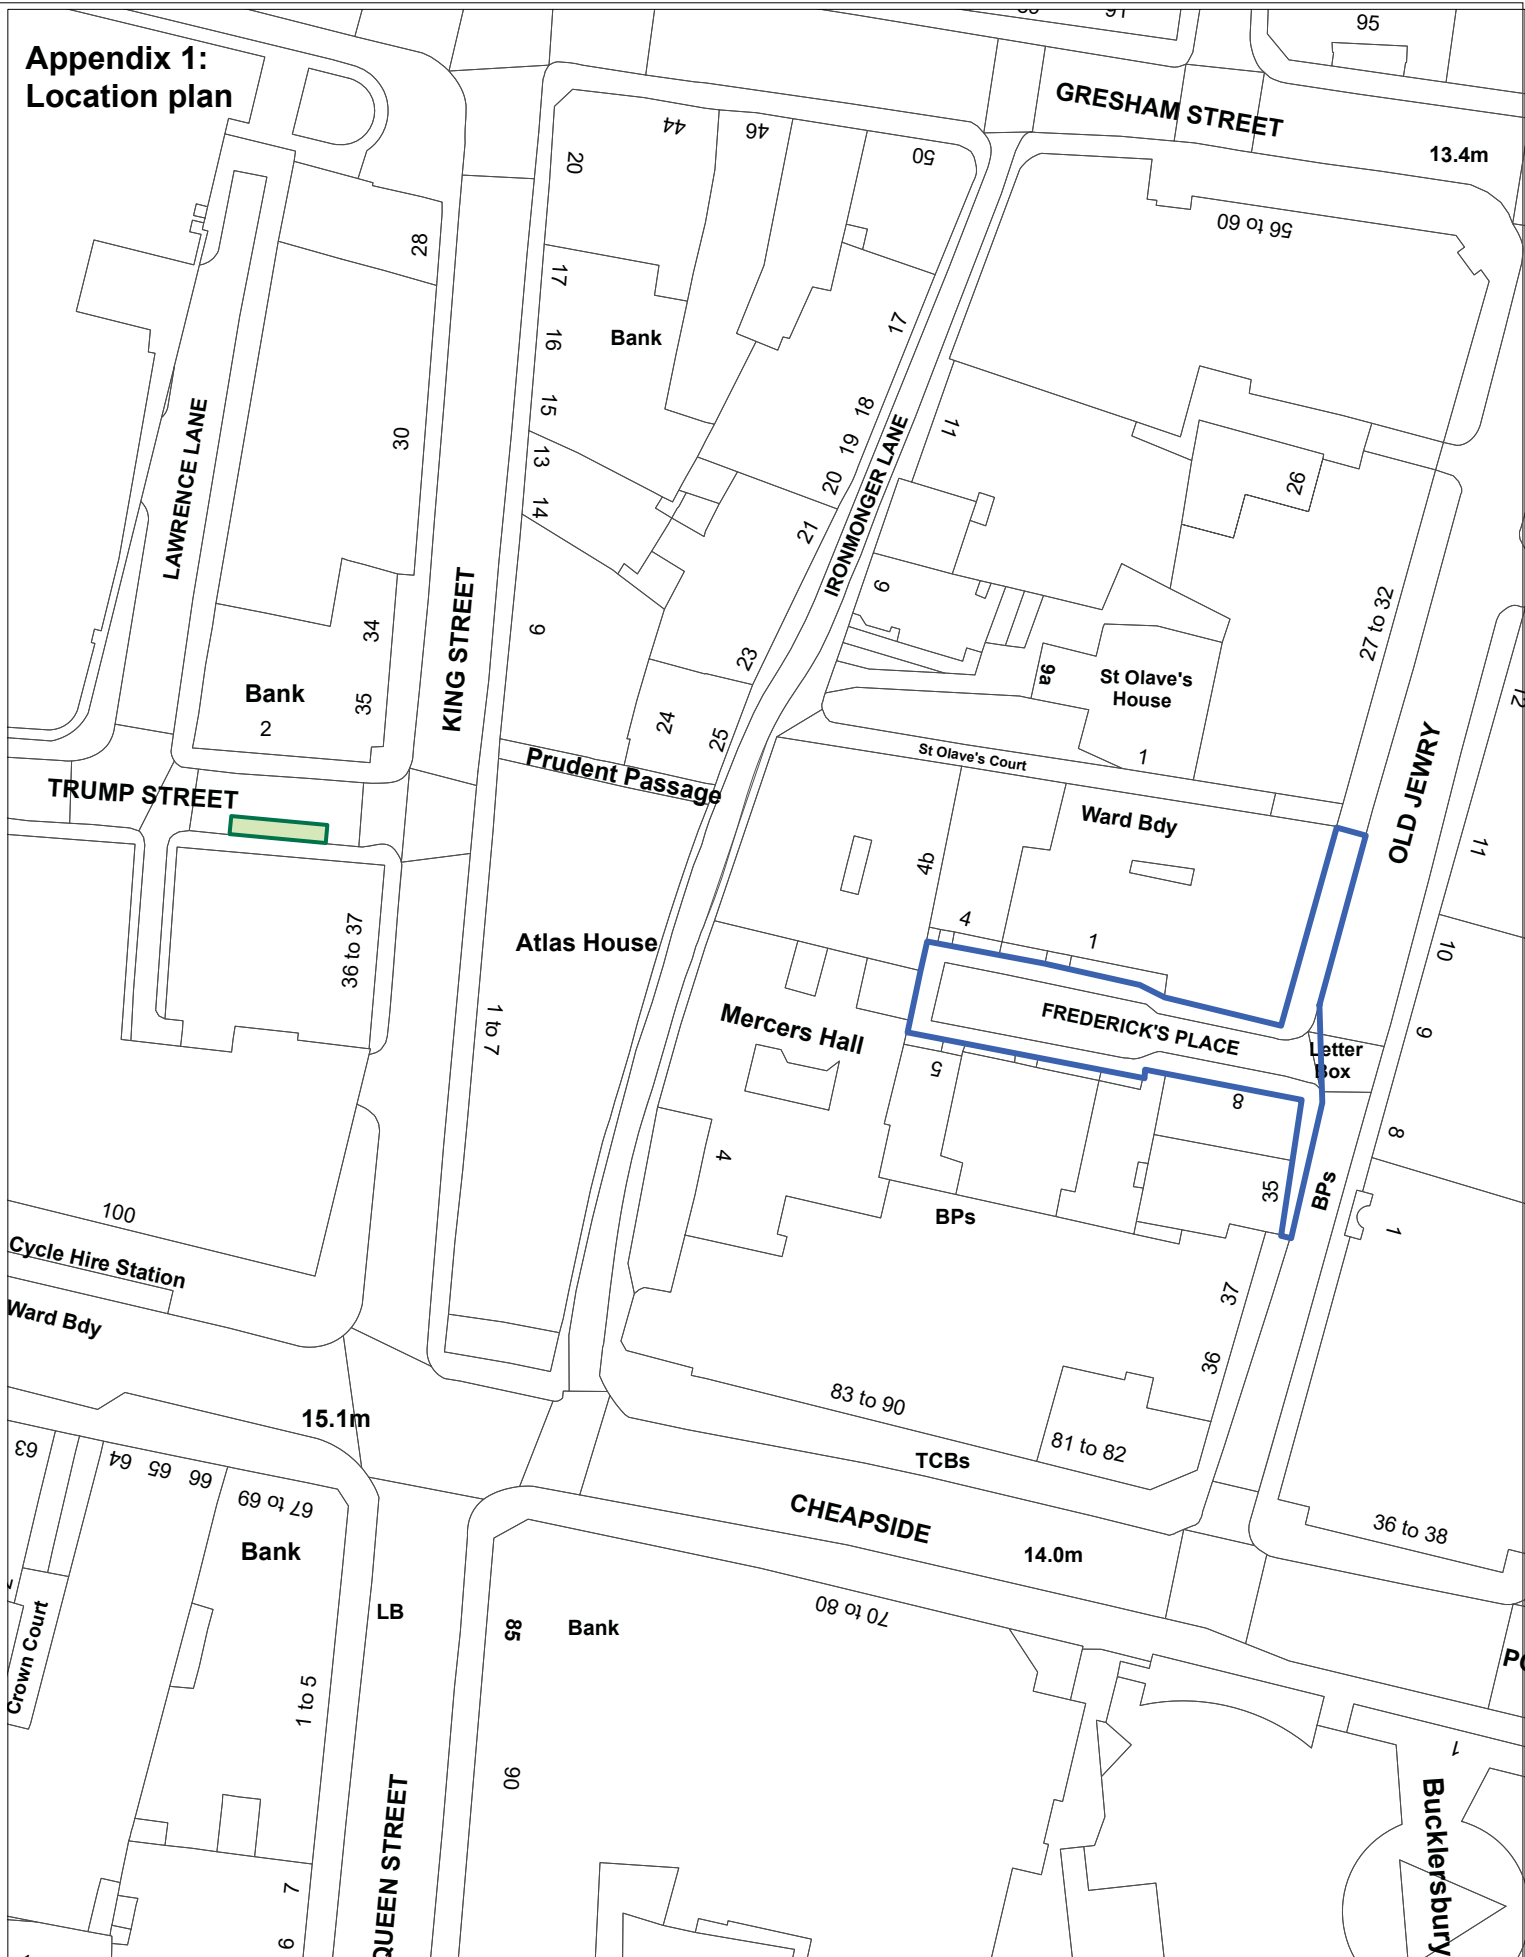 Appendix 1:
Location plan
91
95
GRESHAM STREET
13.4m
44
46
50
20
56 to 60
28
17
16
Bank
17
15
18
11
30
13
19
26
14
20
21
LAWRENCE LANE
IRONMONGER LANE
6
27 to 32
34
9
23
9a
St Olave's
House
KING STREET
Bank
2
35
24
25
12
OLD JEWRY
St Olave's Court
1
Prudent Passage
TRUMP STREET
Ward Bdy
11
4b
36 to 37
Atlas House
4
1
10
1 to 7
Mercers Hall
FREDERICK'S PLACE
Letter
Box
9
5
8
8
4
35
BPs
BPs
1
100
Cycle Hire Station
Ward Bdy
37
36
83 to 90
81 to 82
15.1m
TCBs
63
64
65
66
67 to 69
CHEAPSIDE
14.0m
36 to 38
Bank
Crown Court
LB
85
Bank
70 to 80
1 to 5
90
1
QUEEN STREET
Bucklersbury
7
6